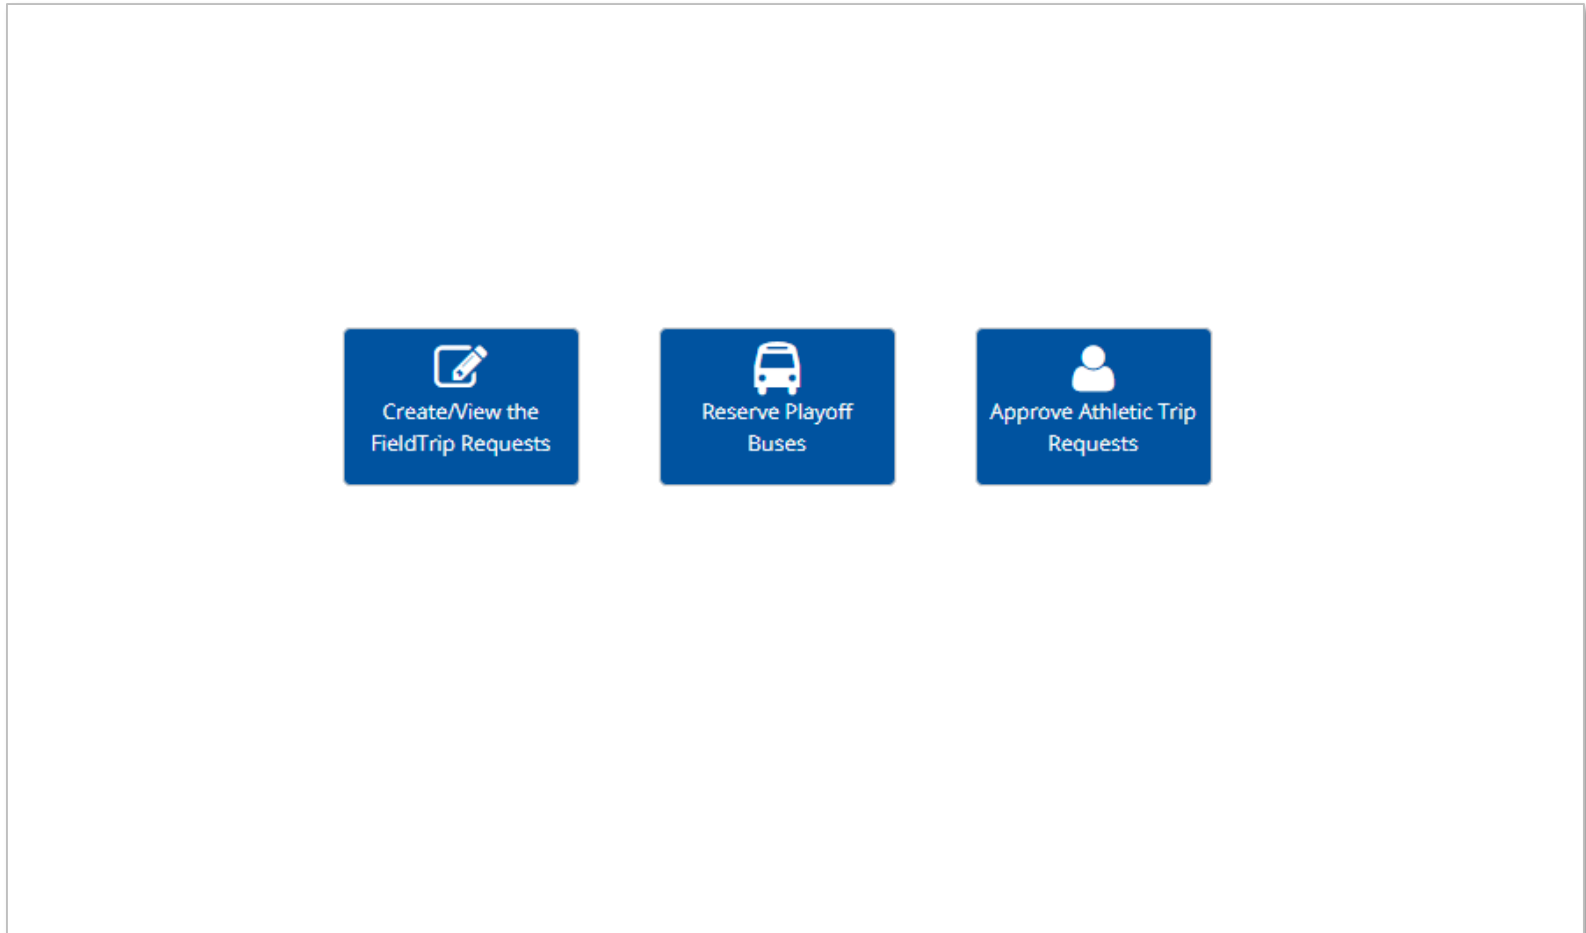 Create/View the
FieldTrip Requests
Reserve Playoff
Buses
Approve Athletic Trip
Requests